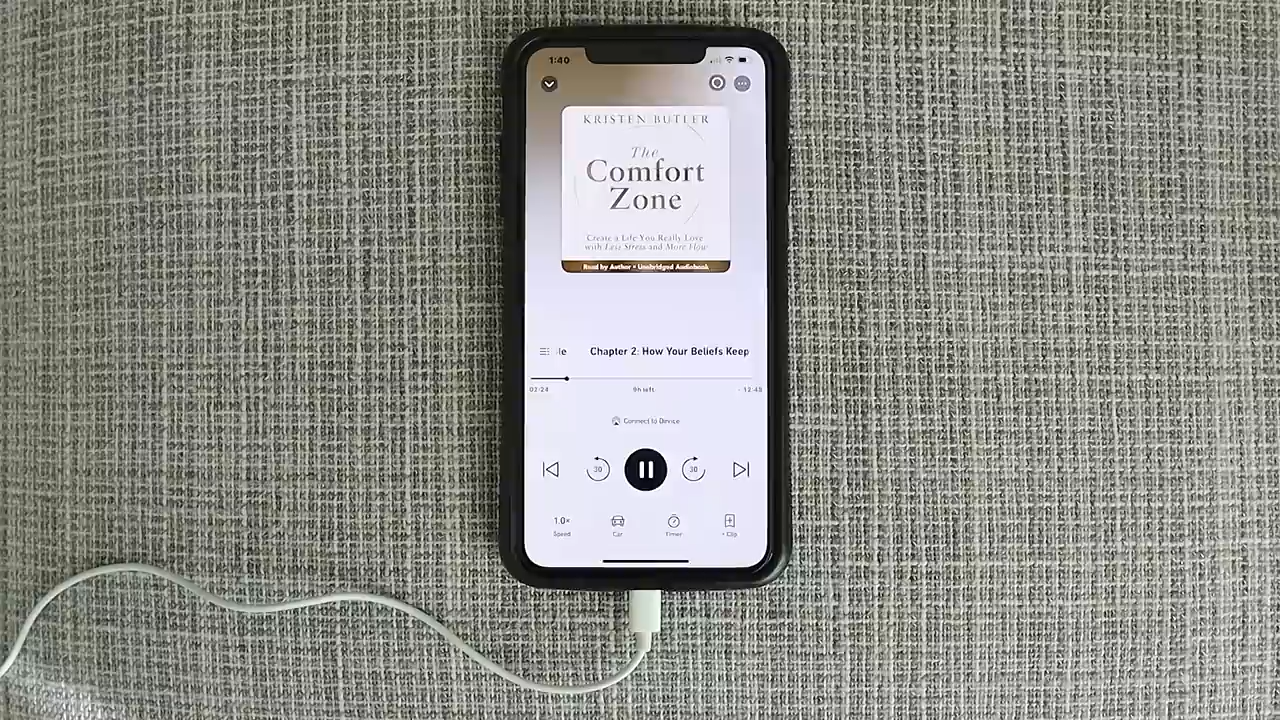 1:40
KRISTEN BUTLER
The
Comfort
Zone
Create a Life You Really Love
with Less Stress and More Flow
Read by Author • Unabridged Audiobook
Chapter 2: How Your Beliefs Keep
02:24
9h left
- 12:48
Connect to Device
30
30
1.0×
Speed
Car
Timer
+ Clip